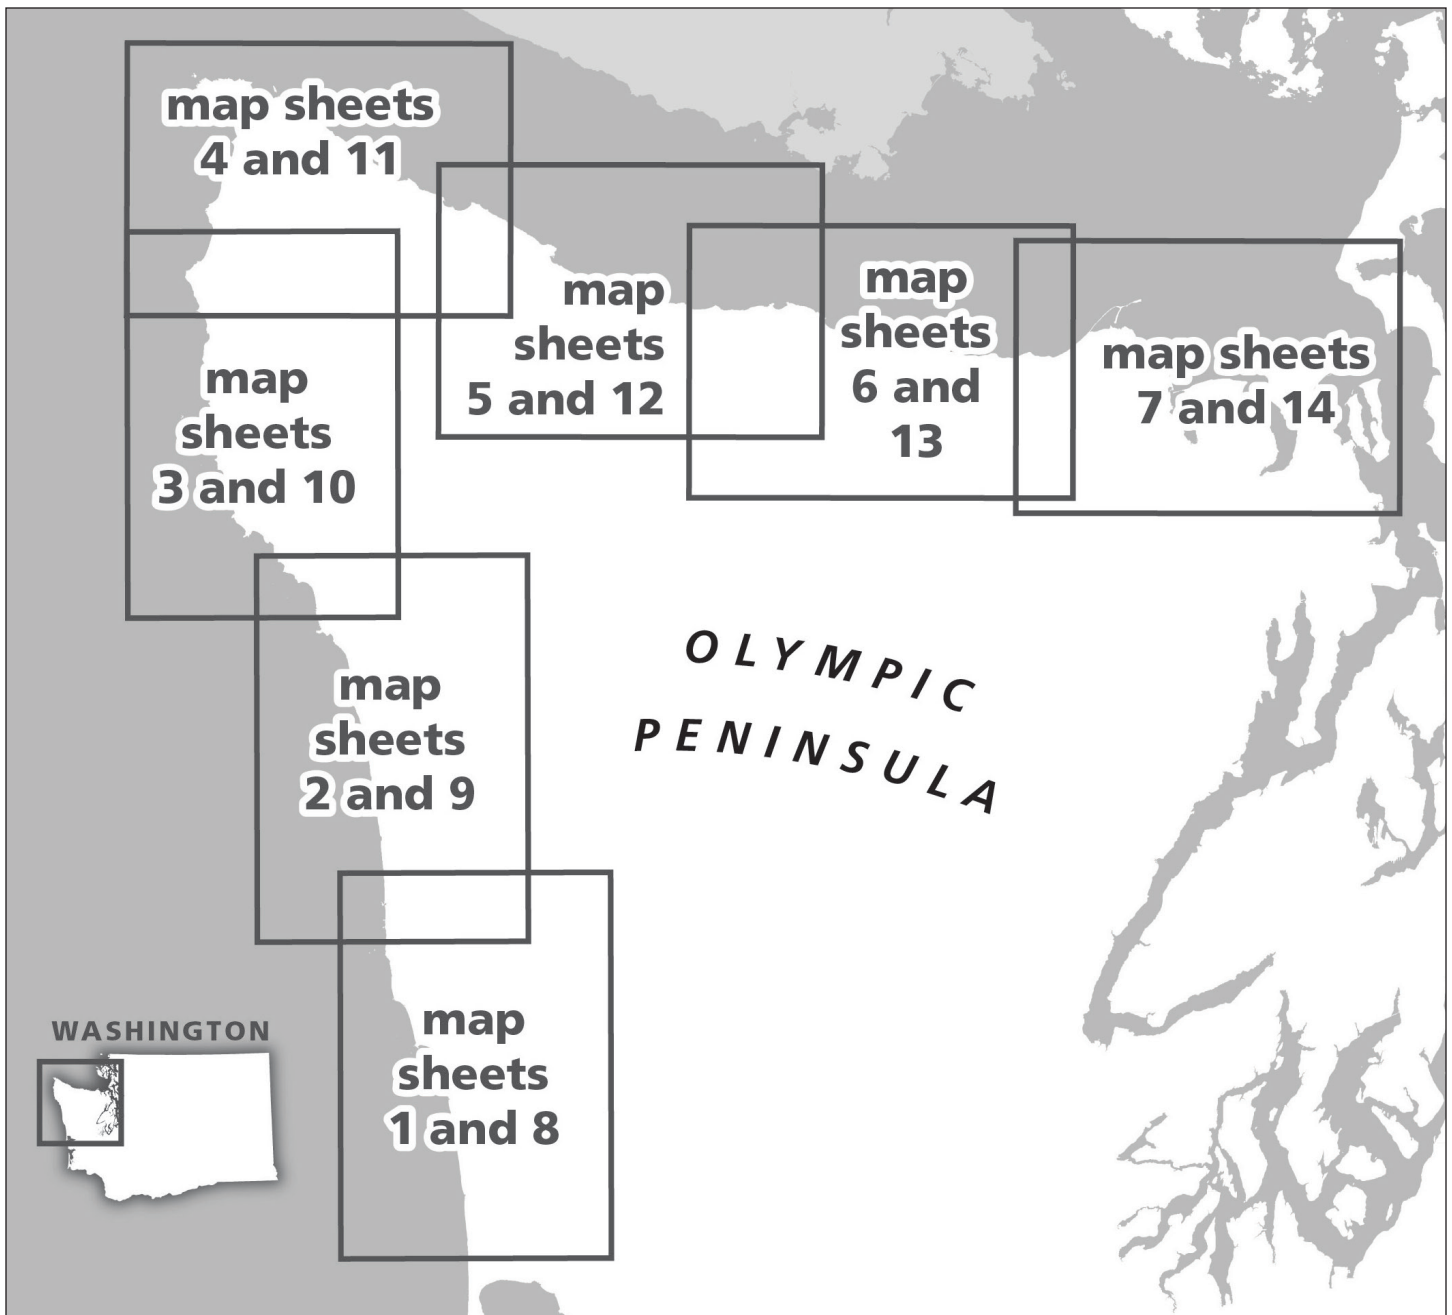 map sheets
4 and 11
map
sheets
5 and 12
map
sheets
6 and
13
map sheets
7 and 14
map
sheets
3 and 10
map
sheets
2 and 9
OLYMPIC
PENINSULA
map
sheets
1 and 8
WASHINGTON